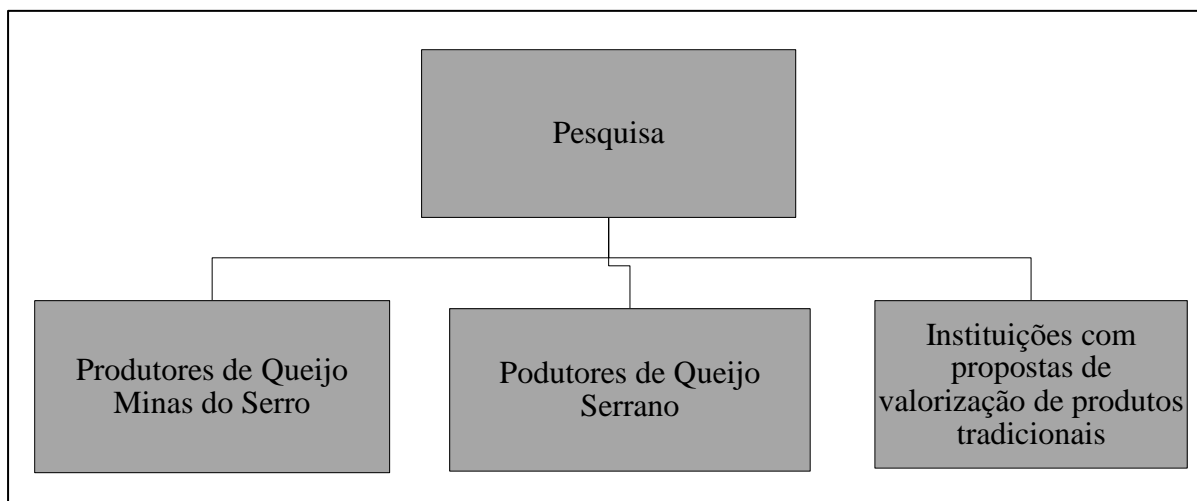 Pesquisa
Produtores de Queijo
Minas do Serro
Podutores de Queijo
Serrano
Instituições com
propostas de
valorização de produtos
tradicionais